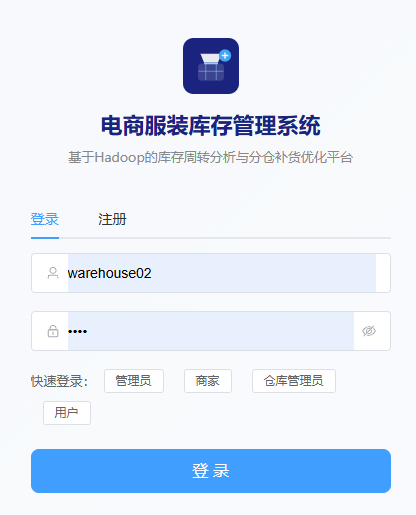 电商服装库存管理系统
基于Hadoop的库存周转分析与分仓补货优化平台
登录 注册
warehouse02
••••
快速登录： 管理员 商家 仓库管理员
用户
登 录